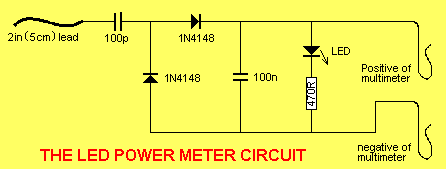 2in (5cm) lead
100p
1N4148
1N4148
100n
LED
470R
Positive of
multimeter
negative of
multimeter
THE LED POWER METER CIRCUIT